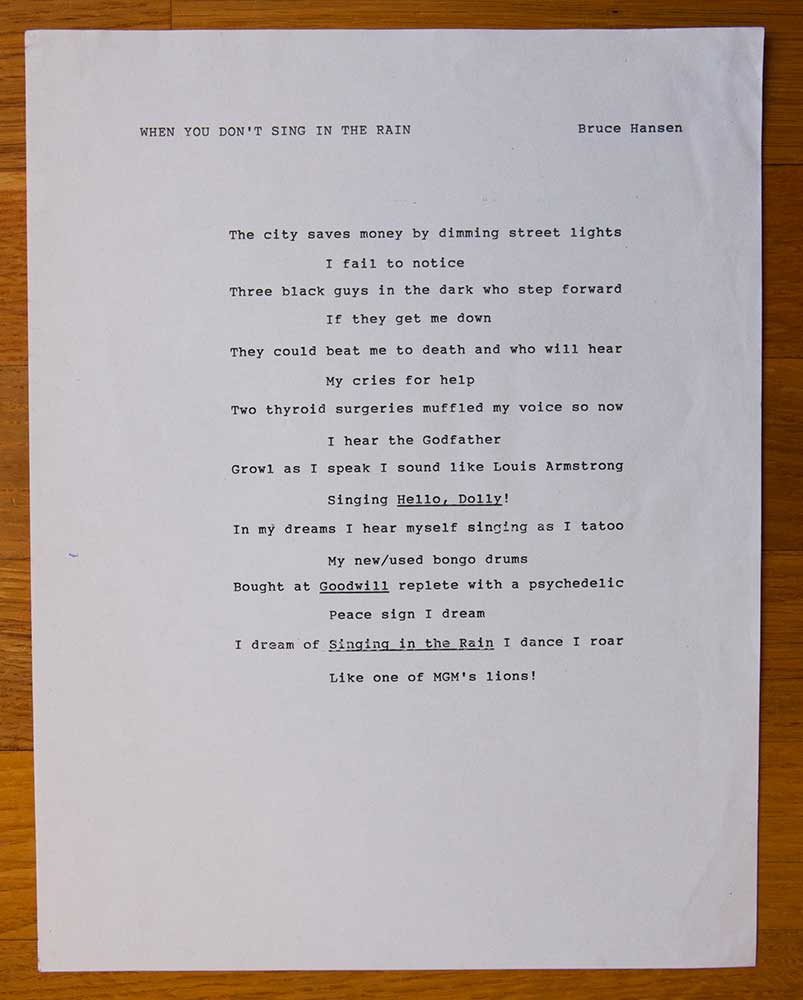 WHEN YOU DON'T SING IN THE RAIN Bruce Hansen
The city saves money by dimming street lights
I fail to notice
Three black guys in the dark who step forward
If they get me down
They could beat me to death and who will hear
My cries for help
Two thyroid surgeries muffled my voice so now
I hear the Godfather
Growl as I speak I sound like Louis Armstrong
Singing Hello, Dolly!
In my dreams I hear myself singing as I tatoo
My new/used bongo drums
Bought at Goodwill replete with a psychedelic
Peace sign I dream
I dream of Singing in the Rain I dance I roar
Like one of MGM's lions!